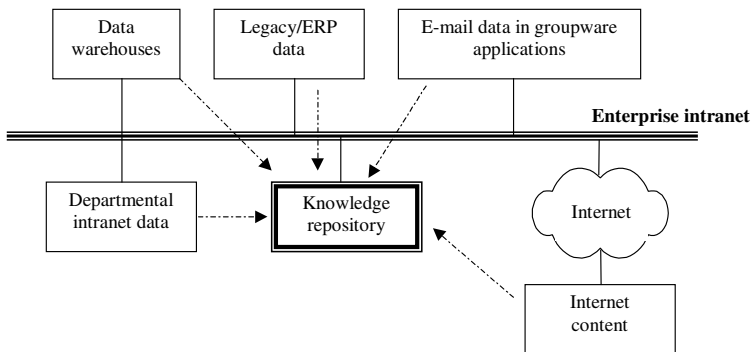 Data
warehouses
Legacy/ERP
data
E-mail data in groupware
applications
Enterprise intranet
Departmental
intranet data
Knowledge
repository
Internet
Internet
content